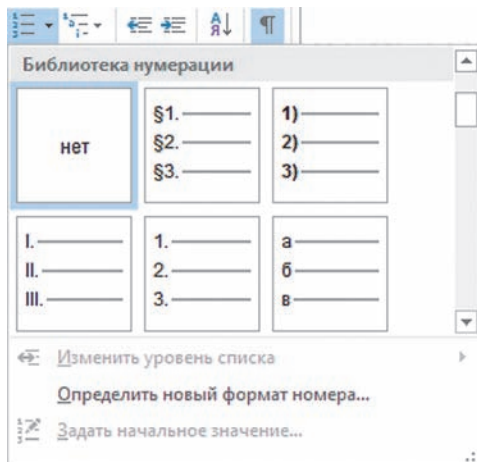 Библиотека нумерации
нет
§1.
§2.
§3.
1)
2)
3)
I.
II.
III.
1.
2.
3.
а
б
в
Изменить уровень списка
Определить новый формат номера...
Задать начальное значение...